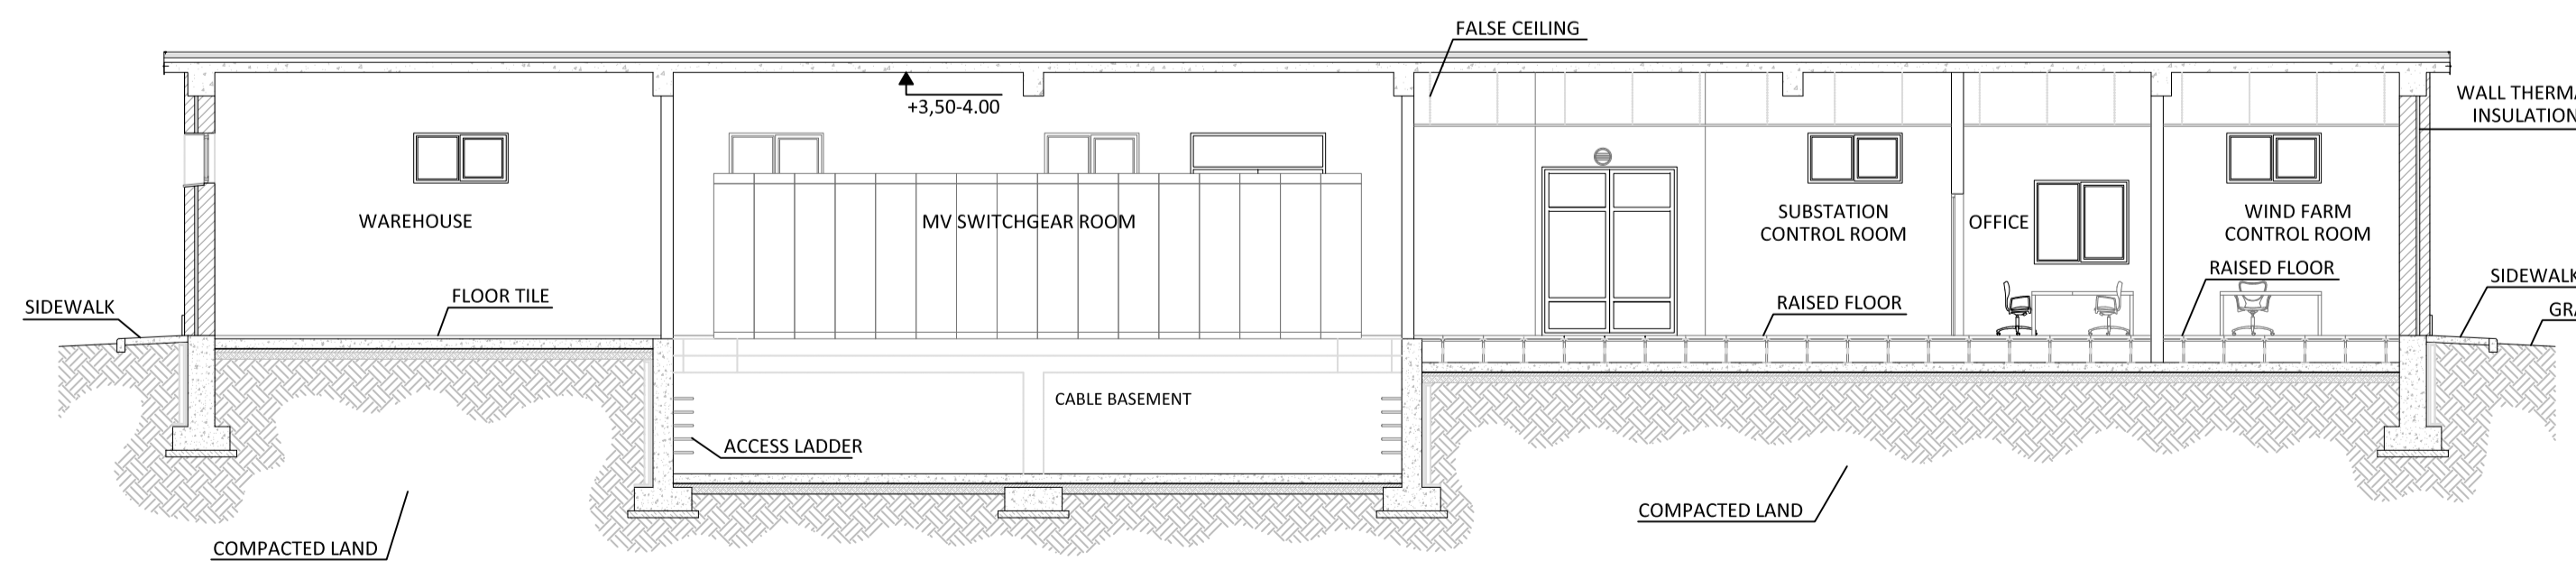 FALSE CEILING
+3,50-4.00
WALL THERMA
INSULATION
WAREHOUSE
MV SWITCHGEAR ROOM
SUBSTATION
CONTROL ROOM
OFFICE
WIND FARM
CONTROL ROOM
SIDEWALK
FLOOR TILE
RAISED FLOOR
RAISED FLOOR
SIDEWALK
GRA
CABLE BASEMENT
ACCESS LADDER
COMPACTED LAND
COMPACTED LAND